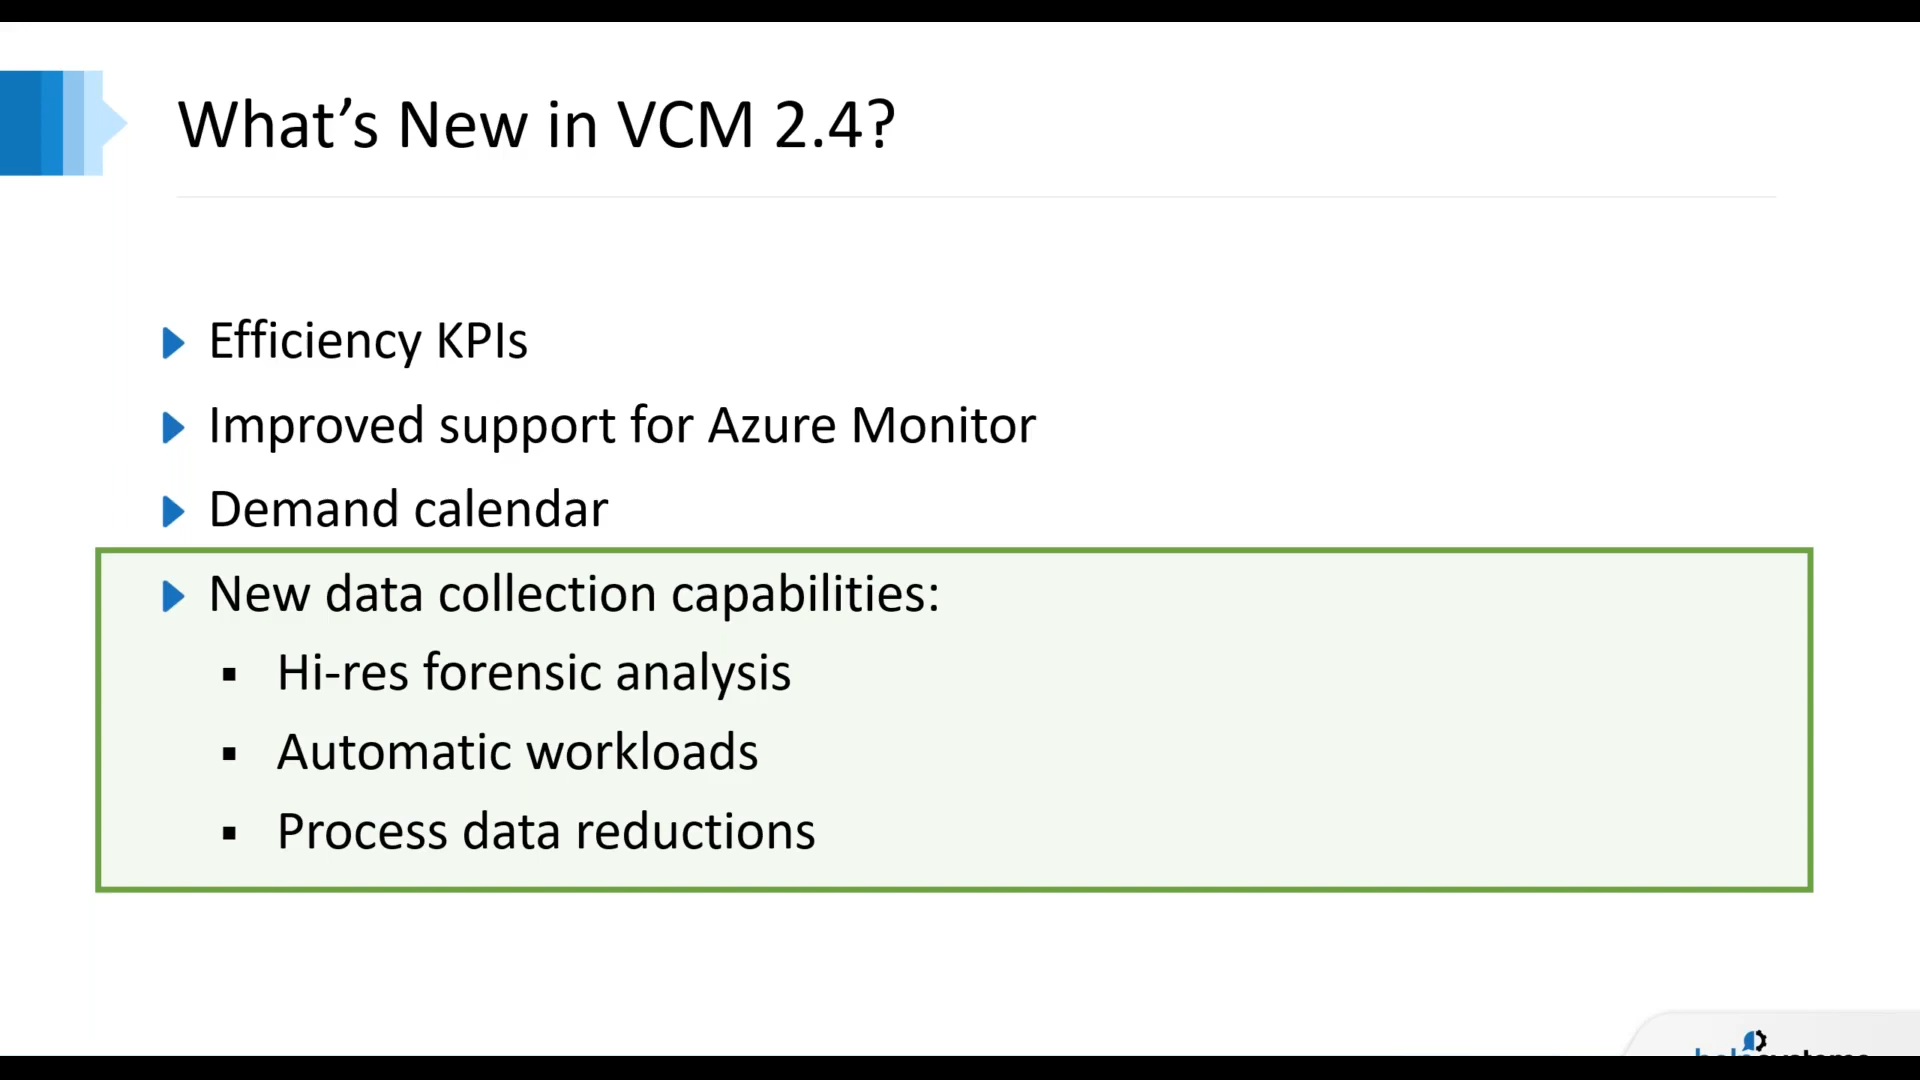 What’s New in VCM 2.4?
Efficiency KPIs
Improved support for Azure Monitor
Demand calendar
New data collection capabilities:
Hi-res forensic analysis
Automatic workloads
Process data reductions